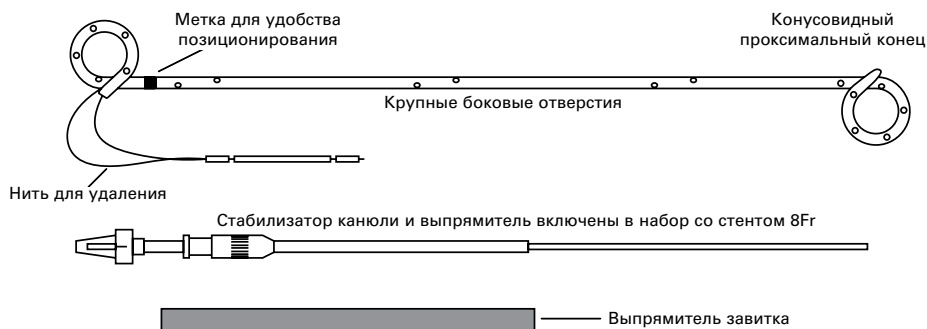 Метка для удобства
позиционирования
Конусовидный
проксимальный конец
Крупные боковые отверстия
Нить для удаления
Стабилизатор канюли и выпрямитель включены в набор со стентом 8Fr
Выпрямитель завитка